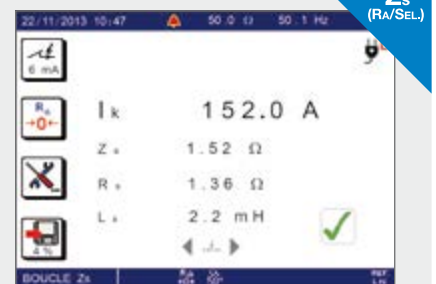 Zs
(RA/SEL.)
22/11/2013 10:47 50.0 Ω 50.1 Hz
6 mA
Ik 152.0 A
Zs 1.52 Ω
Rs 1.36 Ω
Ls 2.2 mH
-/-
4 %
BOUCLE Zs